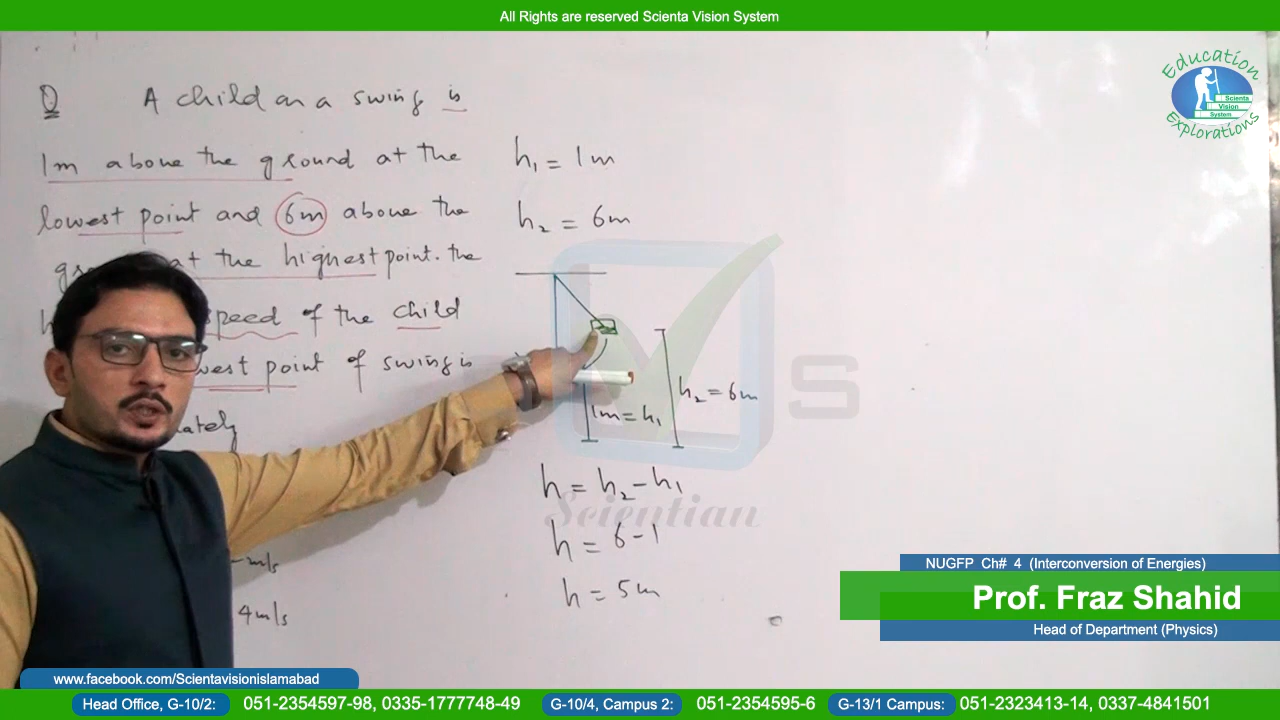 All Rights are reserved Scienta Vision System
Education
Scienta
Vision
System
Explorations
Q A child on a swing is
1m above the ground at the
lowest point and 6m above the
at the highest point. the
speed of the child
west point of swing is
ately
m/s
4m/s
h₁ = 1m
h₂ = 6m
1m = h₁
h₂ = 6m
h = h₂ - h₁
h = 6 - 1
h = 5m
S
Scientian
NUGFP Ch# 4 (Interconversion of Energies)
Prof. Fraz Shahid
Head of Department (Physics)
www.facebook.com/Scientavisionislamabad
Head Office, G-10/2: 051-2354597-98, 0335-1777748-49 G-10/4, Campus 2: 051-2354595-6 G-13/1 Campus: 051-2323413-14, 0337-4841501